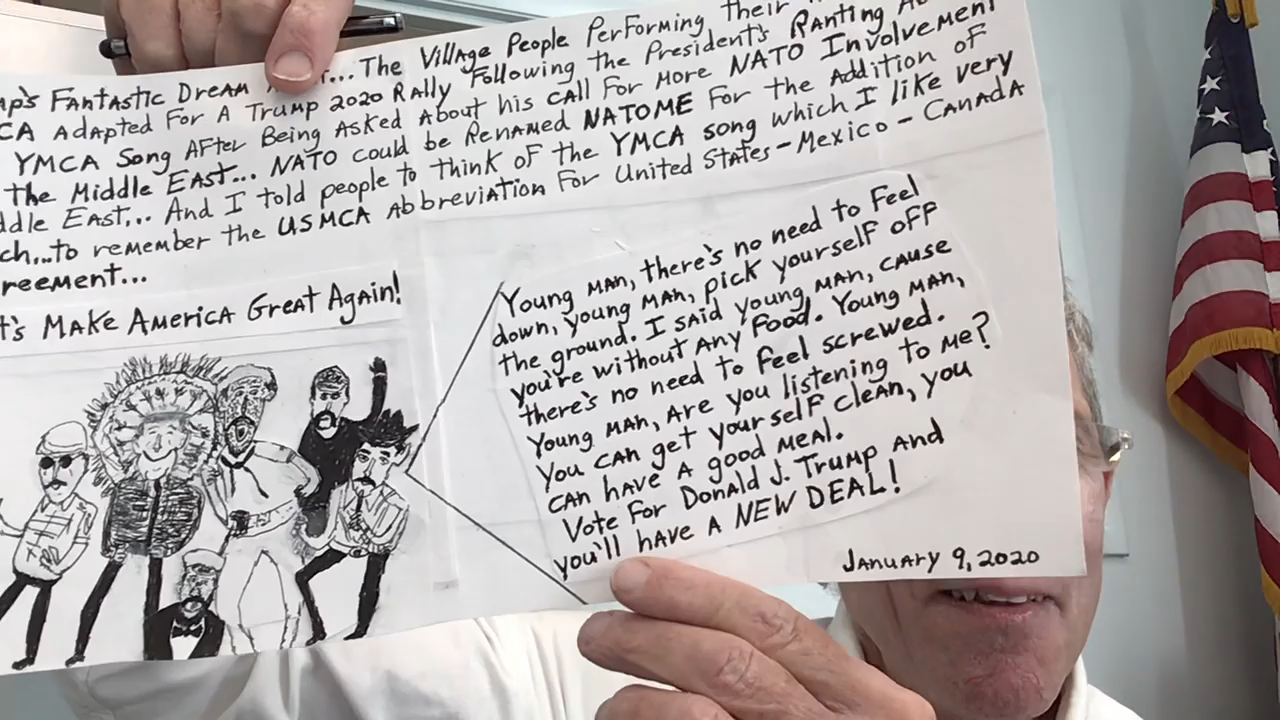 Fantastic Dream ... The Village People Performing Their
CA Adapted For A Trump 2020 Rally Following the President's Ranting
YMCA Song After Being Asked About his call for More NATO Involvement
the Middle East... NATO could be Renamed NATOME for the Addition of
ddle East... And I told people to think of the YMCA song which I like very
ch...to remember the USMCA Abbreviation for United States-Mexico-Canada
reement...
t's Make America Great Again!
Young man, there's no need to feel
down, young man, pick yourself off
the ground. I said young man, cause
you're without any food. Young man,
there's no need to feel screwed.
Young man, are you listening to me?
You can get yourself clean, you
can have a good meal.
Vote for Donald J. Trump and
you'll have a NEW DEAL!
January 9, 2020